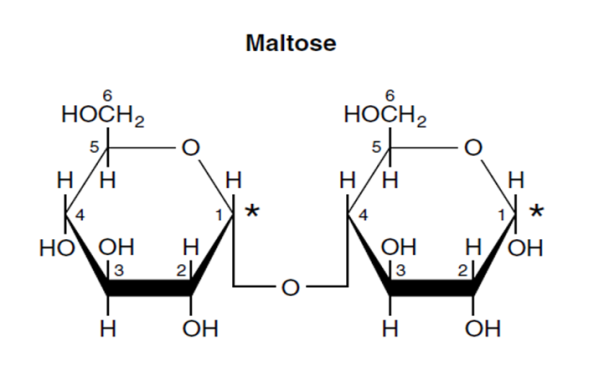 Maltose
6 6
HOCH2 HOCH2
5 O 5 O
H H H H H H
4 1 * 4 1 *
HO OH H OH H OH
3 2 3 2
O
H OH H OH